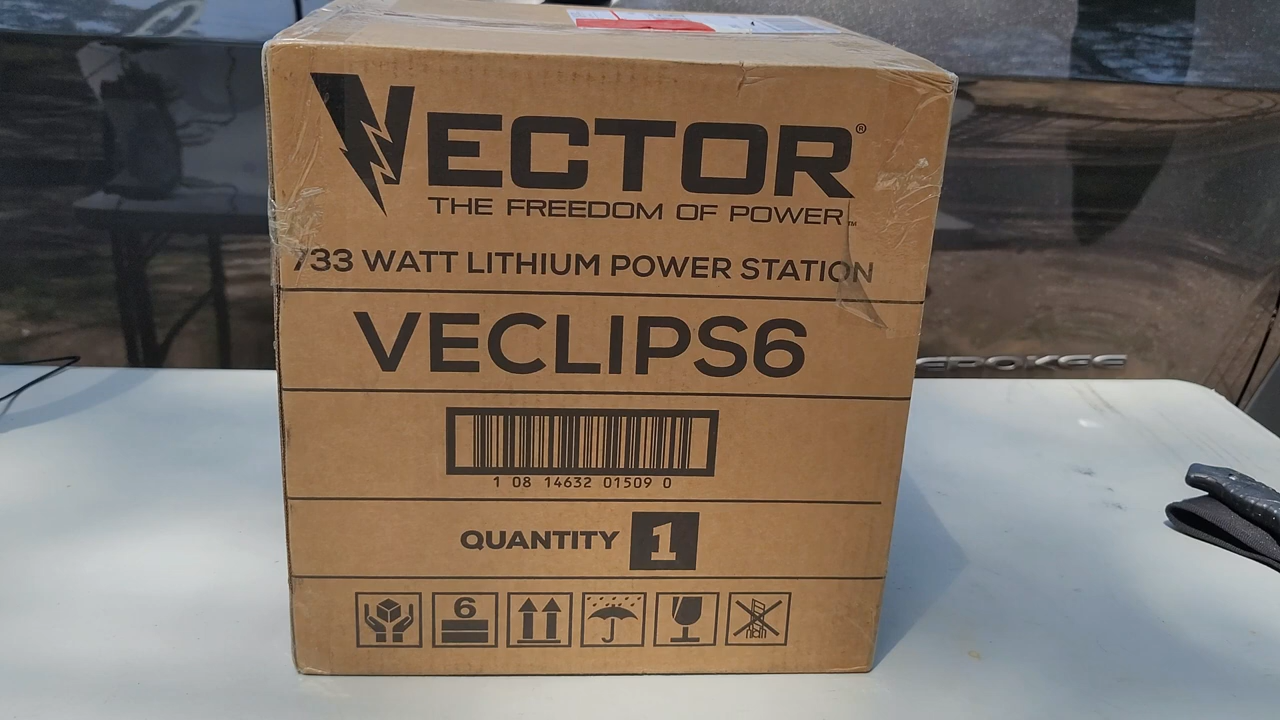 VECTOR®
THE FREEDOM OF POWER™
733 WATT LITHIUM POWER STATION
VECLIPS6
1 08 14632 01509 0
QUANTITY 1
6
EROKEE